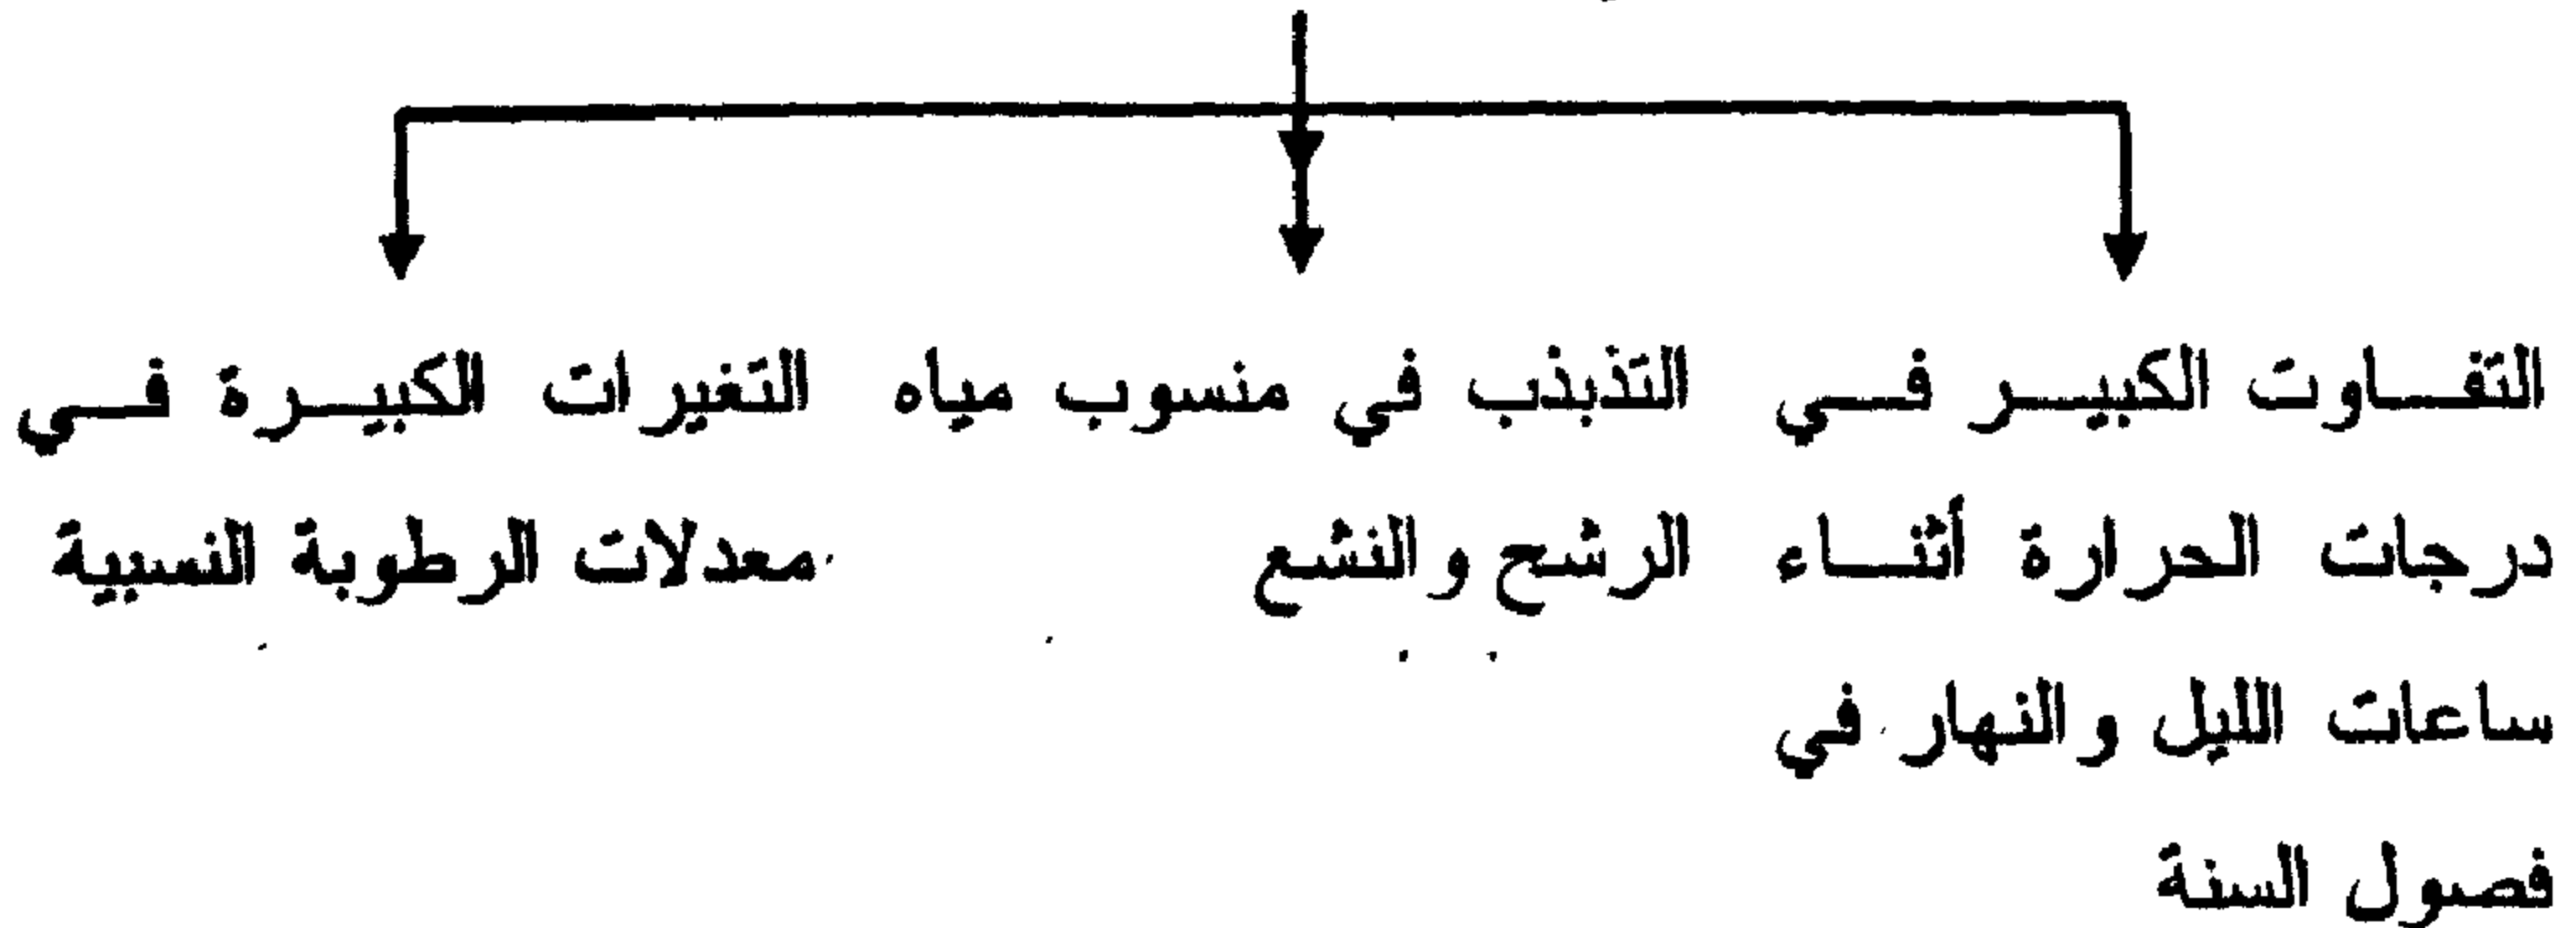 التفاوت الكبير في
درجات الحرارة أثناء
ساعات الليل والنهار في
فصول السنة
التذبذب في منسوب مياه
الرشح والنشع
التغيرات الكبيرة في
معدلات الرطوبة النسبية